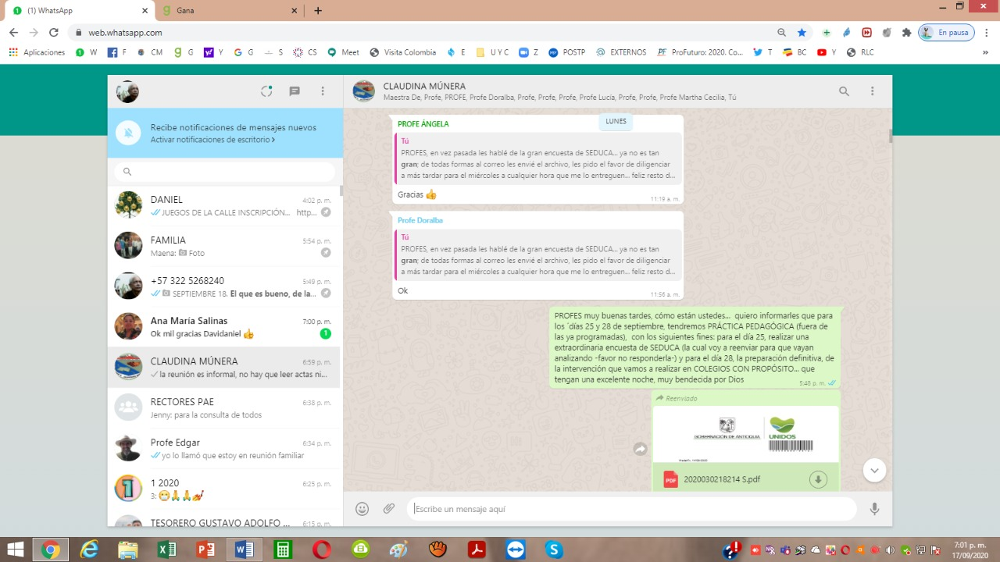 (1) WhatsApp
Gana
web.whatsapp.com
En pausa
Aplicaciones
W
F
CM
G
Y
G
S
CS
Meet
Visita Colombia
E
U Y C
Z
POSTP
EXTERNOS
ProFuturo: 2020. Co...
T
BC
Y
RLC
»
Recibe notificaciones de mensajes nuevos
Activar notificaciones de escritorio
DANIEL
4:02 p. m.
JUEGOS DE LA CALLE INSCRIPCIÓN... http...
FAMILIA
5:54 p. m.
Maena: Foto
+57 322 5268240
5:49 p. m.
SEPTIEMBRE 18. El que es bueno, de la...
Ana María Salinas
7:00 p. m.
Ok mil gracias Davidaniel 👍
1
CLAUDINA MÚNERA
6:59 p. m.
la reunión es informal, no hay que leer actas ni...
RECTORES PAE
6:38 p. m.
Jenny: para la consulta de todos
Profe Edgar
6:34 p. m.
yo lo llamó que estoy en reunión familiar
1 2020
6:25 p. m.
3:
TESORERO GUSTAVO ADOLFO ...
6:15 p. m.
CLAUDINA MÚNERA
Maestra De, Profe, PROFE, Profe Doralba, Profe, Profe, Profe, Profe Lucía, Profe, Profe, Profe Martha Cecilia, Tú
LUNES
PROFE ÁNGELA
Tú
PROFES, en vez pasada les hablé de la gran encuesta de SEDUCA... ya no es tan
gran; de todas formas al correo les envié el archivo, les pido el favor de diligenciar
a más tardar para el miércoles a cualquier hora que me lo entreguen... feliz resto d...
Gracias 👍
11:19 a. m.
Profe Doralba
Tú
PROFES, en vez pasada les hablé de la gran encuesta de SEDUCA... ya no es tan
gran; de todas formas al correo les envié el archivo, les pido el favor de diligenciar
a más tardar para el miércoles a cualquier hora que me lo entreguen... feliz resto d...
Ok
11:56 a. m.
PROFES muy buenas tardes, cómo están ustedes... quiero informarles que para
los ´días 25 y 28 de septiembre, tendremos PRÁCTICA PEDAGÓGICA (fuera de
las ya programadas), con los siguientes fines: para el día 25, realizar una
extraordinaria encuesta de SEDUCA (la cual voy a reenviar para que vayan
analizando -favor no responderla-) y para el día 28, la preparación definitiva, de
la intervención que vamos a realizar en COLEGIOS CON PROPÓSITO... que
tengan una excelente noche, muy bendecida por Dios
5:48 p. m.
Reenviado
GOBERNACIÓN DE ANTIOQUIA
UNIDOS
PDF
2020030218214 S.pdf
Escribe un mensaje aquí
7:01 p. m.
17/09/2020